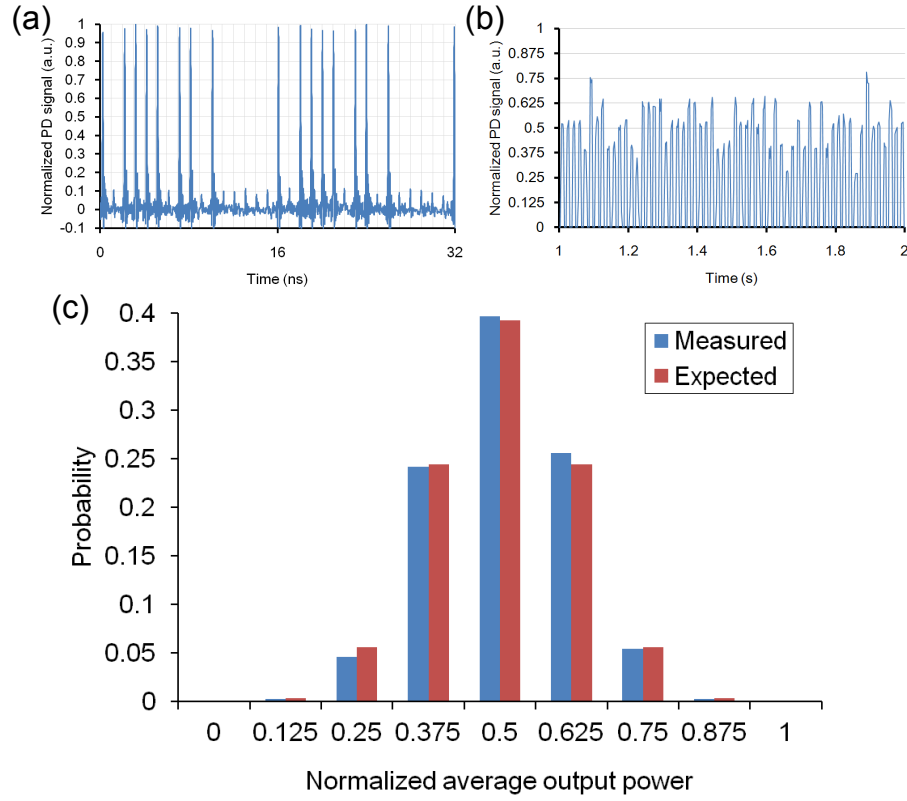 (a)
Normalized PD signal (a.u.)
1
0.9
0.8
0.7
0.6
0.5
0.4
0.3
0.2
0.1
0
-0.1
0 16 32
Time (ns)
(b)
Normalized PD signal (a.u.)
1
0.875
0.75
0.625
0.5
0.375
0.25
0.125
0
1 1.2 1.4 1.6 1.8 2
Time (s)
(c)
Probability
0.4
0.35
0.3
0.25
0.2
0.15
0.1
0.05
0
Measured
Expected
0 0.125 0.25 0.375 0.5 0.625 0.75 0.875 1
Normalized average output power